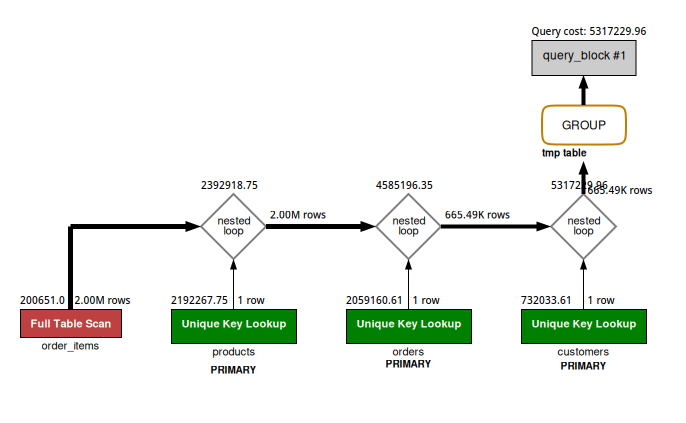 Query cost: 5317229.96
query_block #1
GROUP
tmp table
2392918.75
4585196.35
5317229.96
665.49K rows
nested
loop
2.00M rows
nested
loop
665.49K rows
nested
loop
200651.0
2.00M rows
2192267.75
1 row
2059160.61
1 row
732033.61
1 row
Full Table Scan
Unique Key Lookup
Unique Key Lookup
Unique Key Lookup
order_items
products
orders
customers
PRIMARY
PRIMARY
PRIMARY